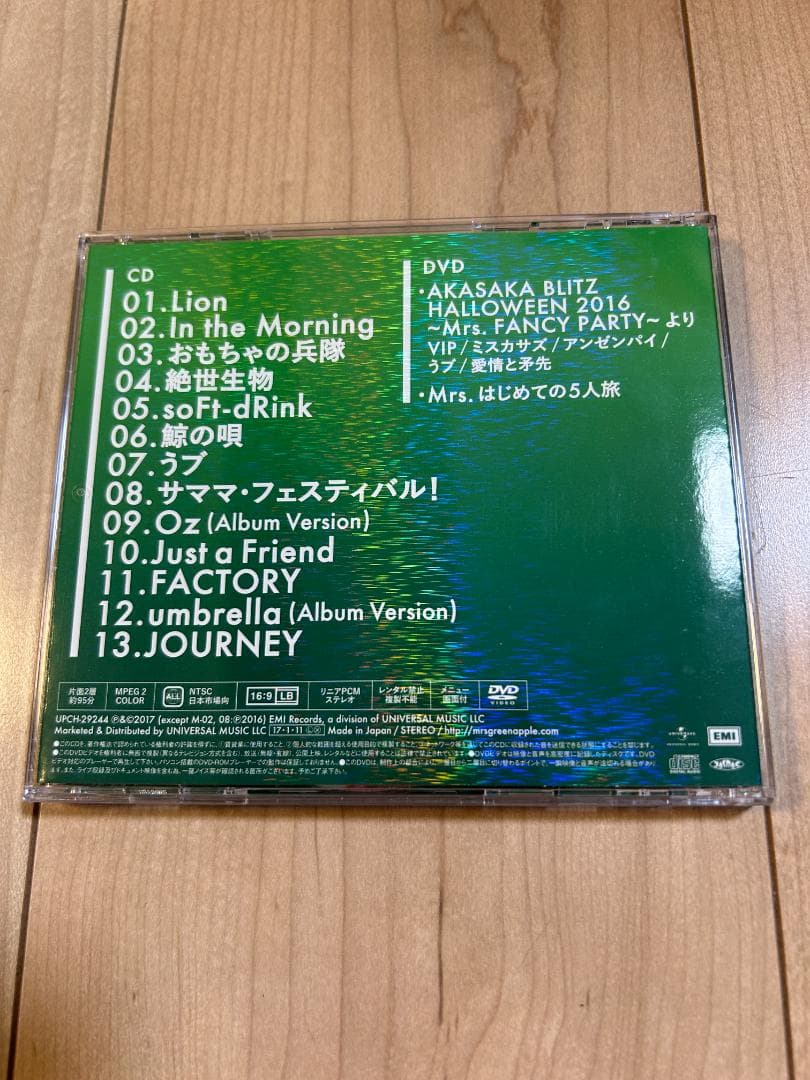 CD
01.Lion
02.In the Morning
03.おもちゃの兵隊
04.絶世生物
05.soFt-dRink
06.鯨の唄
07.うブ
08.サママ・フェスティバル!
09.Oz (Album Version)
10.Just a Friend
11.FACTORY
12.umbrella (Album Version)
13.JOURNEY
DVD
・AKASAKA BLITZ
HALLOWEEN 2016
~Mrs. FANCY PARTY~ より
VIP/ミスカサズ/アンゼンパイ/
うブ/愛情と矛先
・Mrs. はじめての5人旅
片面2層
約95分
MPEG 2
COLOR
ALL
NTSC
日本市場向
16:9 LB
リニアPCM
ステレオ
レンタル禁止
複製不能
メニュー
画面付
DVD
VIDEO
UPCH-29244 ℗&©2017 (except M-02, 08:℗2016) EMI Records, a division of UNIVERSAL MUSIC LLC
Marketed & Distributed by UNIVERSAL MUSIC LLC 17・1・11 Made in Japan / STEREO / http://mrsgreenapple.com
EMI
COMPACT
disc
DIGITAL AUDIO